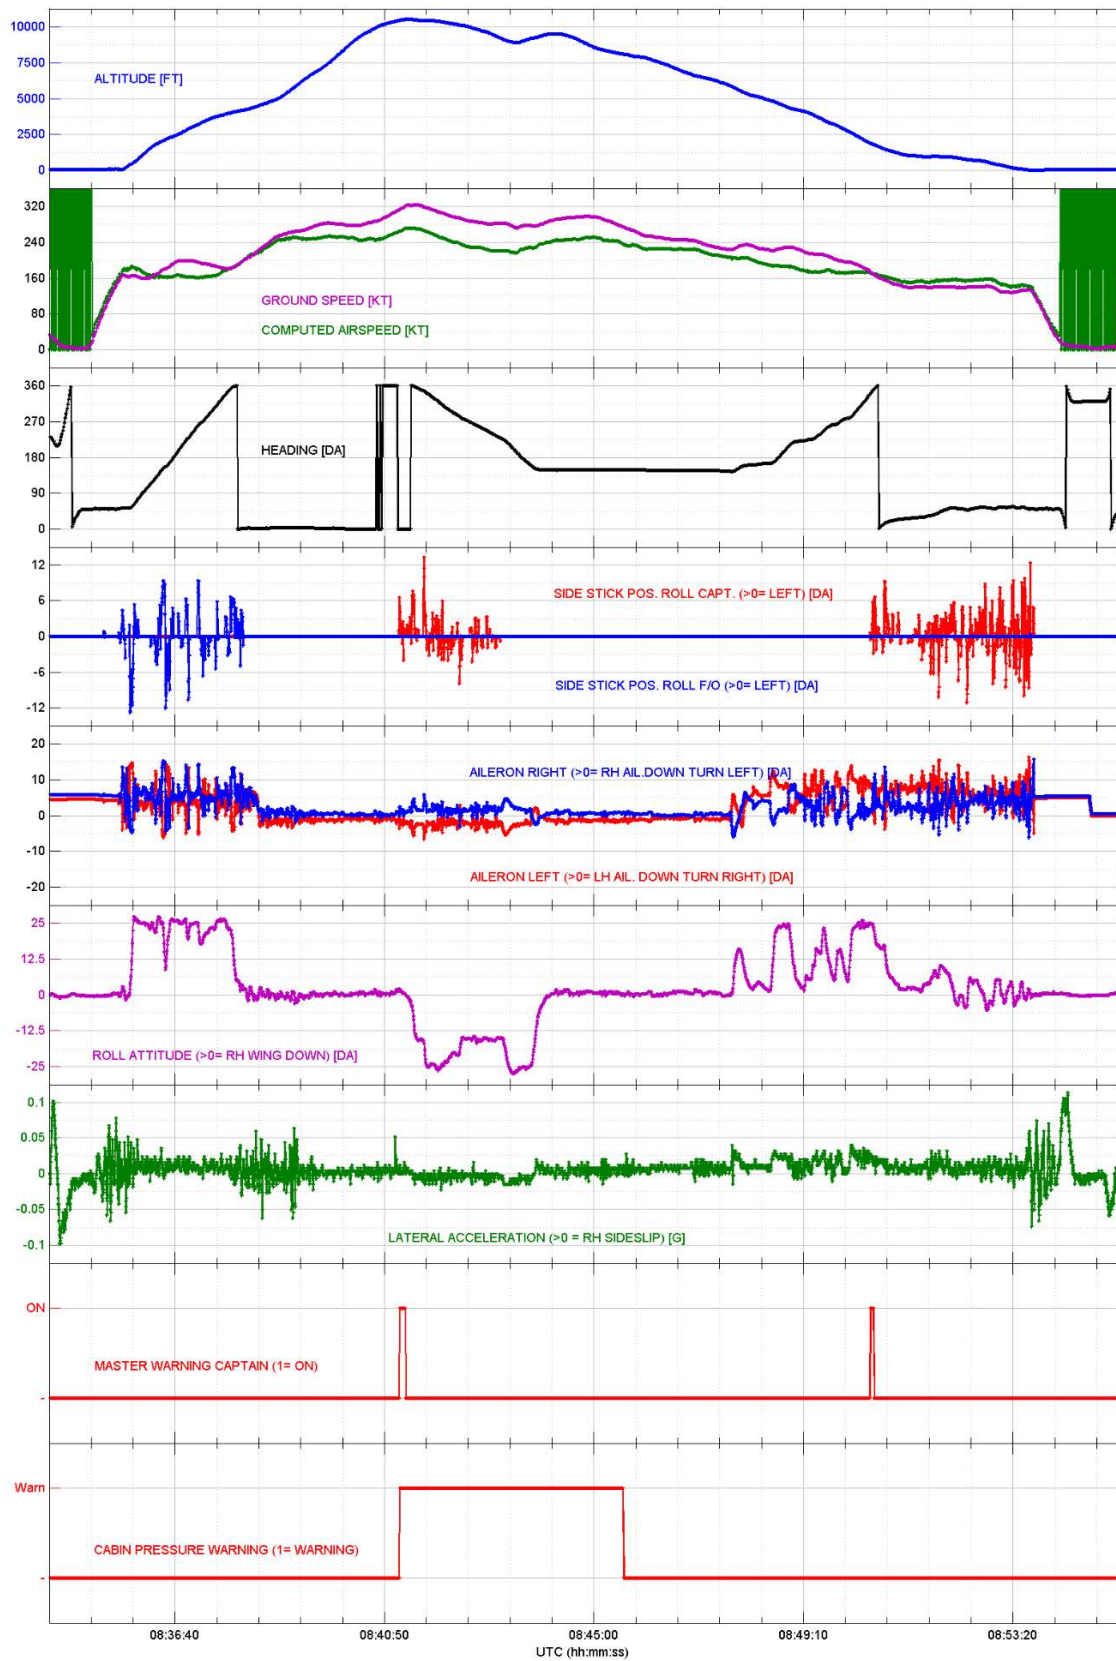 10000
7500
5000
2500
0
ALTITUDE [FT]
320
240
160
80
0
GROUND SPEED [KT]
COMPUTED AIRSPEED [KT]
360
270
180
90
0
HEADING [DA]
12
6
0
-6
-12
SIDE STICK POS. ROLL CAPT. (>0= LEFT) [DA]
SIDE STICK POS. ROLL F/O (>0= LEFT) [DA]
20
10
0
-10
-20
AILERON RIGHT (>0= RH AIL.DOWN TURN LEFT) [DA]
AILERON LEFT (>0= LH AIL. DOWN TURN RIGHT) [DA]
25
12.5
0
-12.5
-25
ROLL ATTITUDE (>0= RH WING DOWN) [DA]
0.1
0.05
0
-0.05
-0.1
LATERAL ACCELERATION (>0 = RH SIDESLIP) [G]
ON
-
MASTER WARNING CAPTAIN (1= ON)
Warn
-
CABIN PRESSURE WARNING (1= WARNING)
08:36:40 08:40:50 08:45:00 08:49:10 08:53:20
UTC (hh:mm:ss)